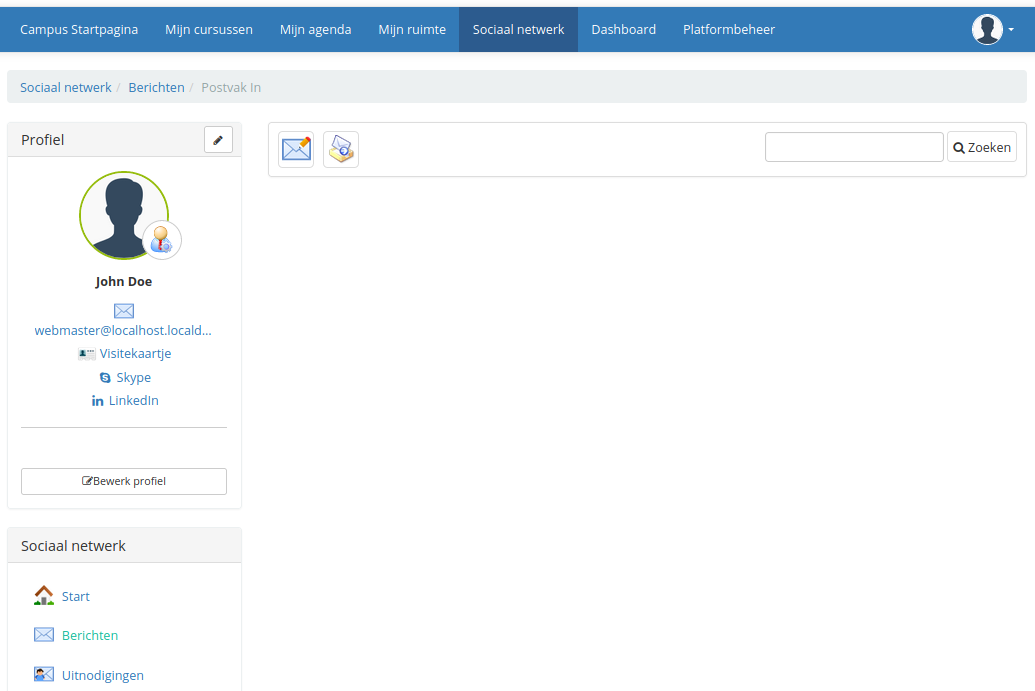 Campus Startpagina Mijn cursussen Mijn agenda Mijn ruimte Sociaal netwerk Dashboard Platformbeheer
Sociaal netwerk / Berichten / Postvak In
Profiel
Zoeken
John Doe
webmaster@localhost.locald...
Visitekaartje
Skype
LinkedIn
Bewerk profiel
Sociaal netwerk
Start
Berichten
Uitnodigingen